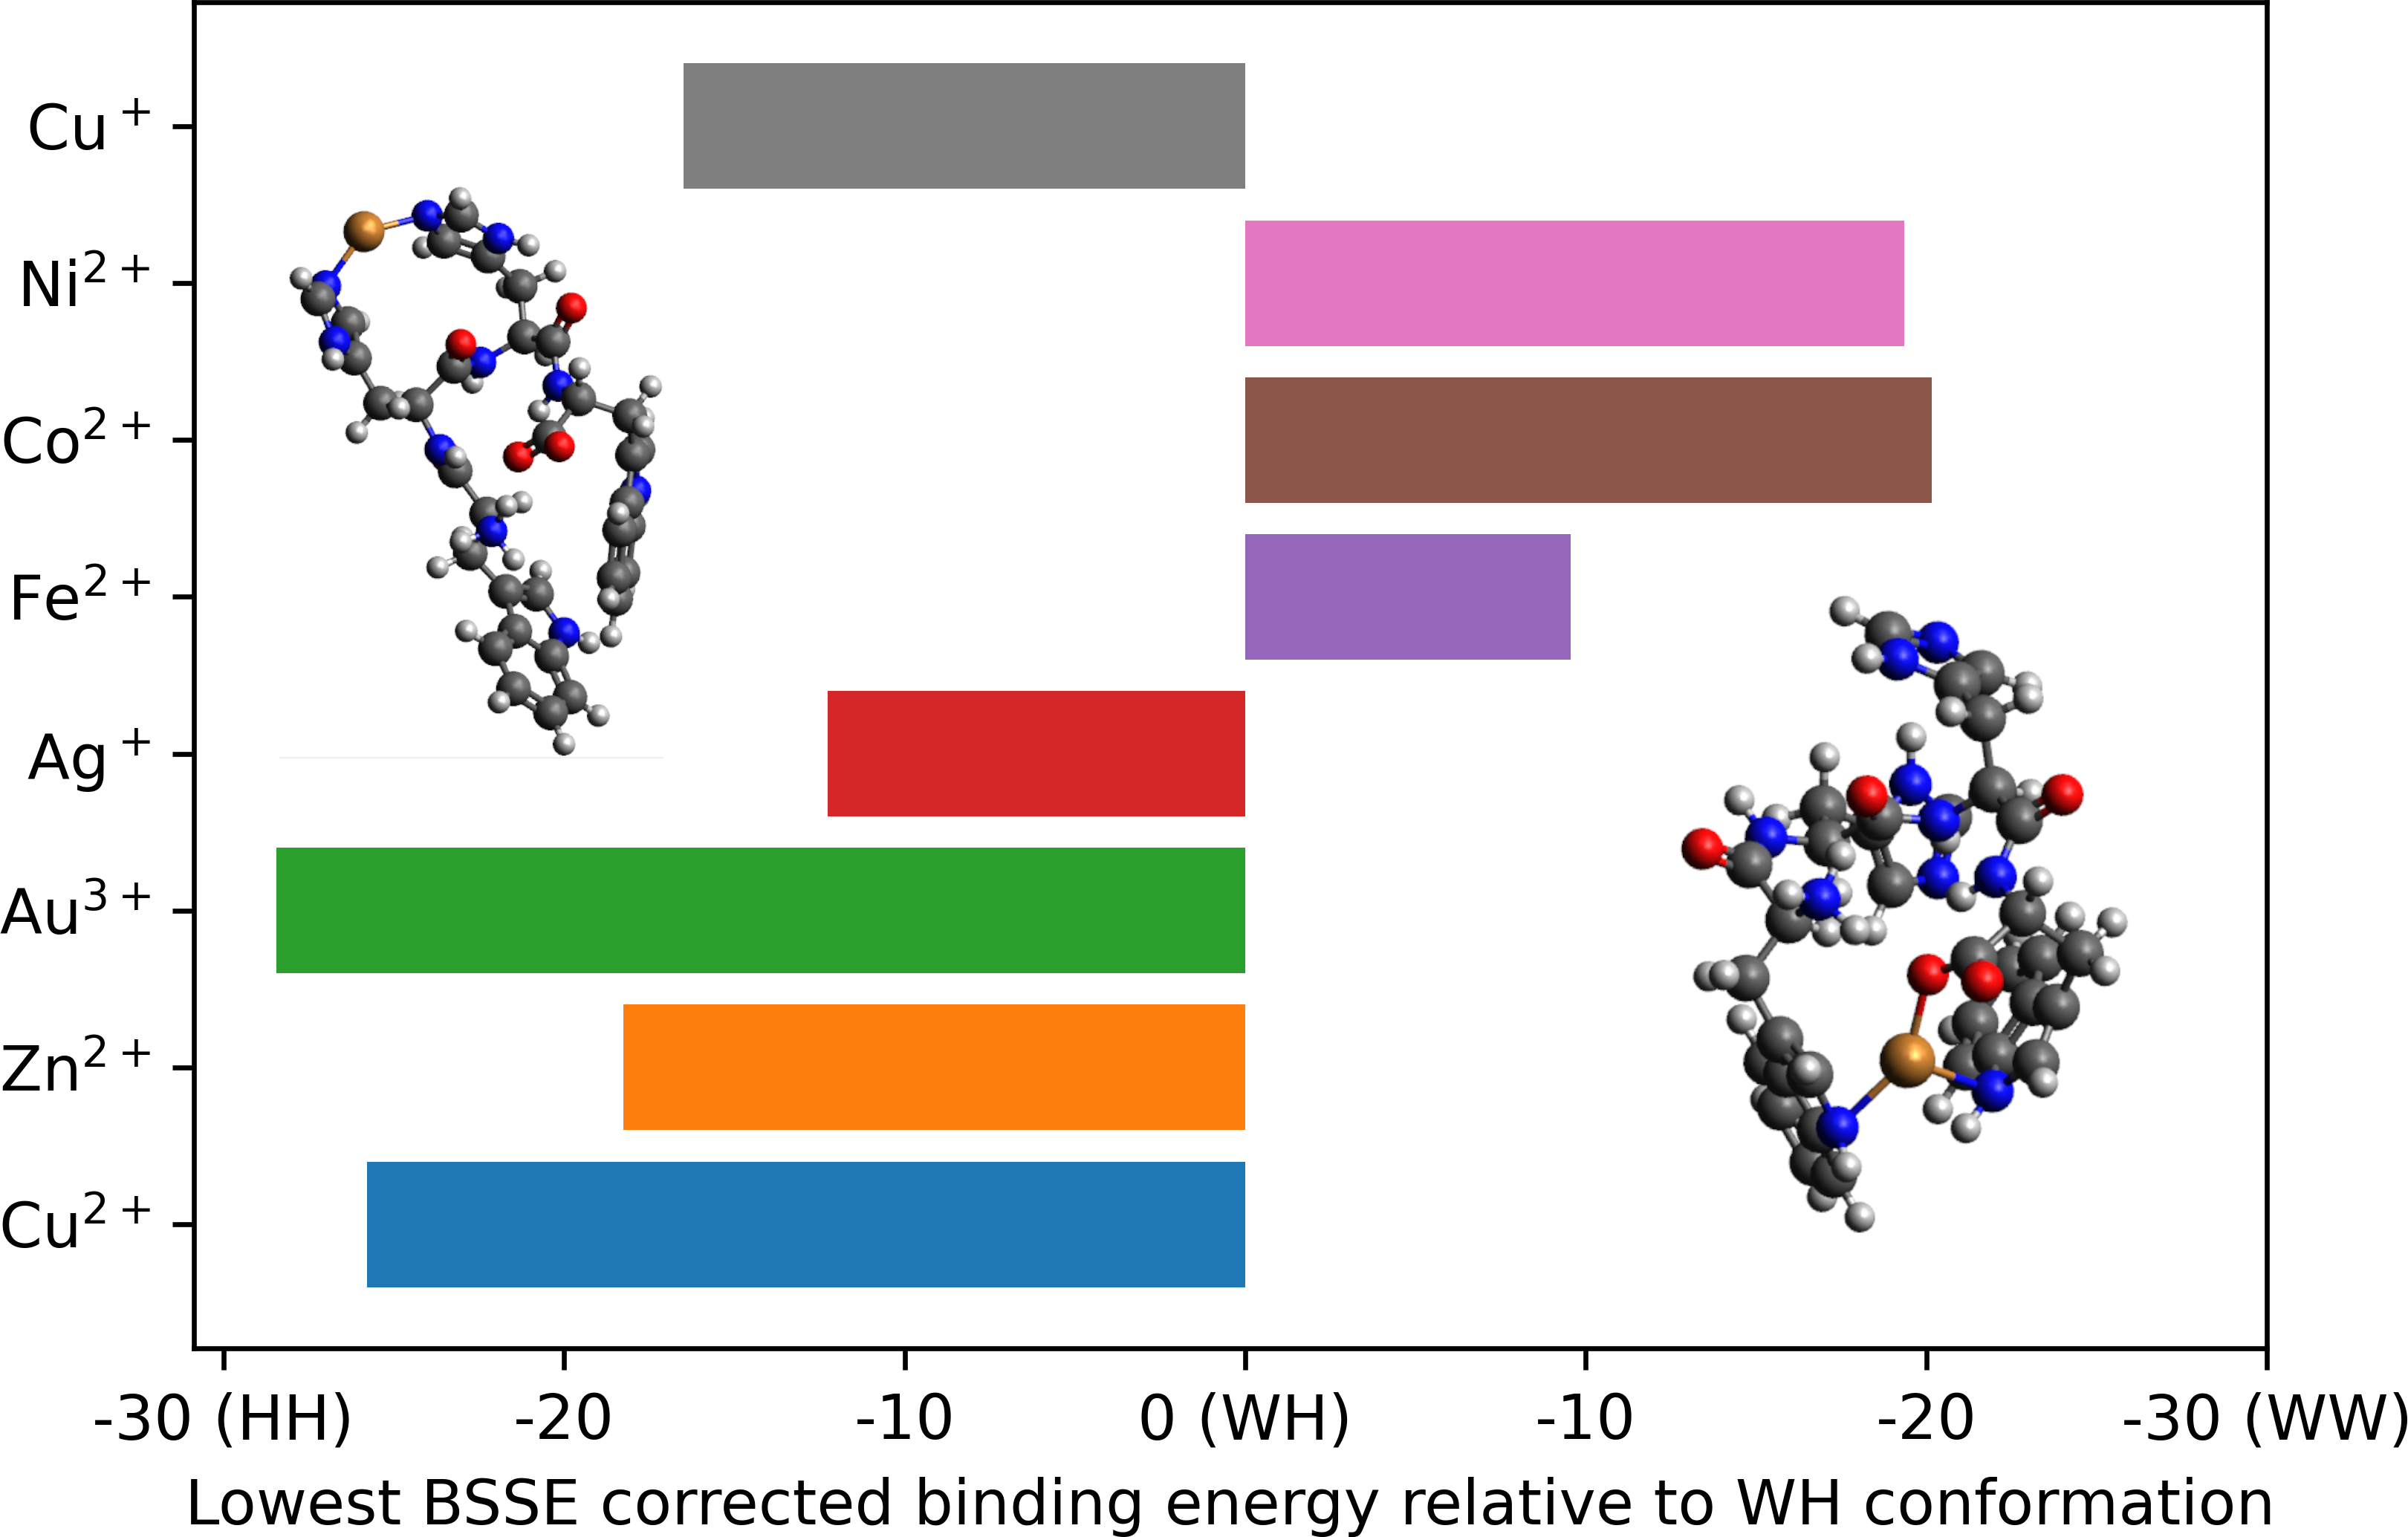 Cu⁺
Ni²⁺
Co²⁺
Fe²⁺
Ag⁺
Au³⁺
Zn²⁺
Cu²⁺
-30 (HH) -20 -10 0 (WH) -10 -20 -30 (WW)
Lowest BSSE corrected binding energy relative to WH conformation